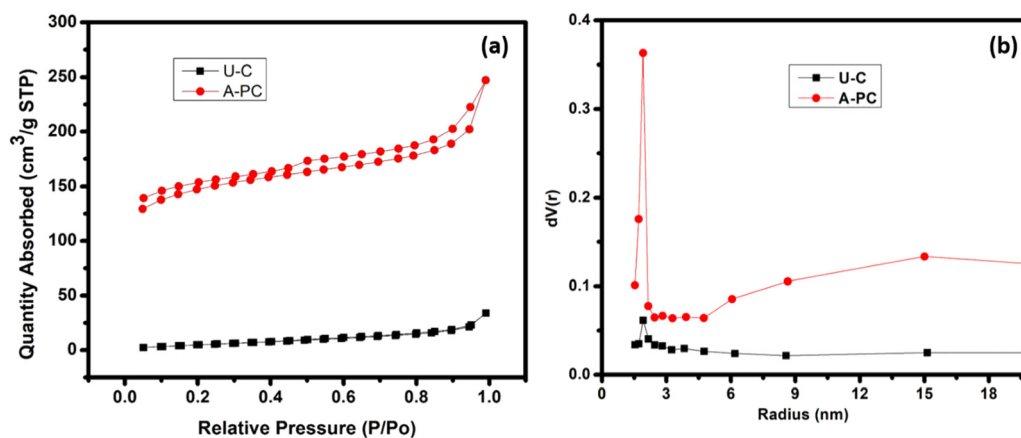 (a)
U-C
A-PC
300
250
200
150
100
50
0
Quantity Absorbed (cm³/g STP)
0.0 0.2 0.4 0.6 0.8 1.0
Relative Pressure (P/Po)
(b)
U-C
A-PC
0.4
0.3
0.2
0.1
0.0
dV(r)
0 3 6 9 12 15 18
Radius (nm)